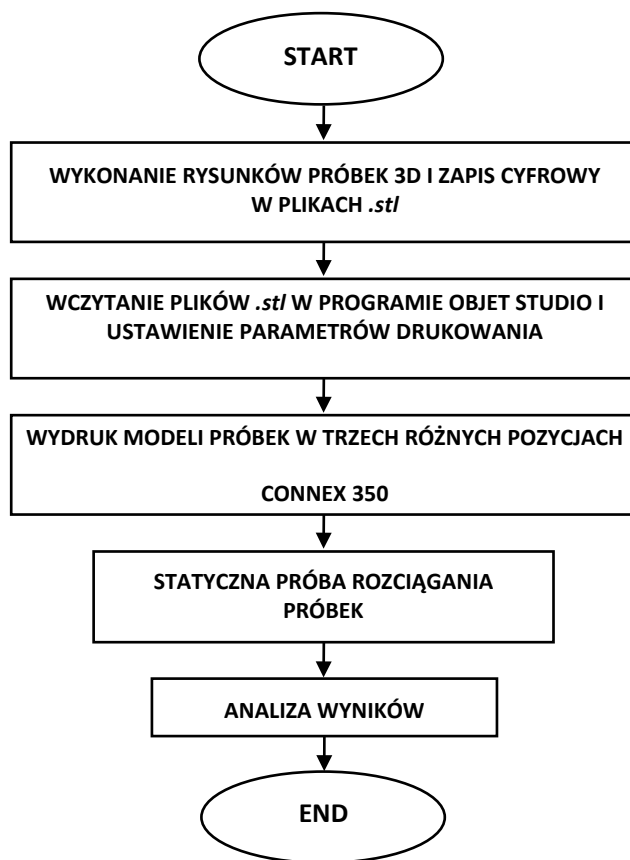 START
WYKONANIE RYSUNKÓW PRÓBEK 3D I ZAPIS CYFROWY
W PLIKACH .stl
WCZYTANIE PLIKÓW .stl W PROGRAMIE OBJET STUDIO I
USTAWIENIE PARAMETRÓW DRUKOWANIA
WYDRUK MODELI PRÓBEK W TRZECH RÓŻNYCH POZYCJACH
CONNEX 350
STATYCZNA PRÓBA ROZCIĄGANIA
PRÓBEK
ANALIZA WYNIKÓW
END